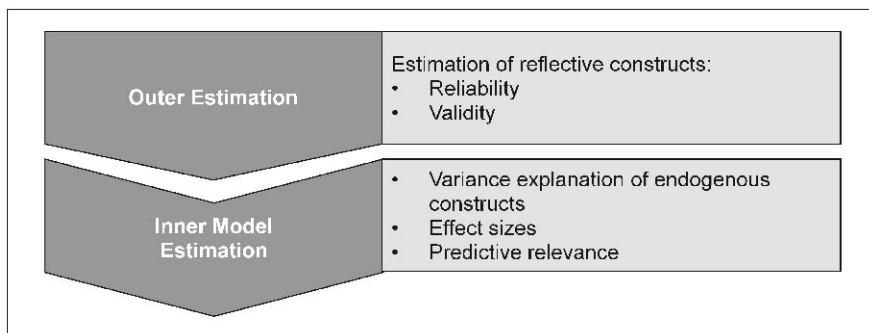 Outer Estimation
Estimation of reflective constructs:
• Reliability
• Validity
Inner Model
Estimation
• Variance explanation of endogenous
constructs
• Effect sizes
• Predictive relevance